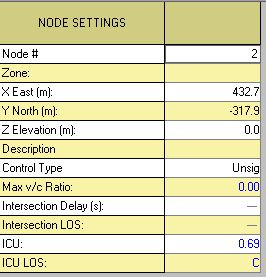 NODE SETTINGS
Node # 2
Zone:
X East (m): 432.7
Y North (m): -317.9
Z Elevation (m): 0.0
Description
Control Type Unsig
Max v/c Ratio: 0.00
Intersection Delay (s): —
Intersection LOS: —
ICU: 0.69
ICU LOS: C